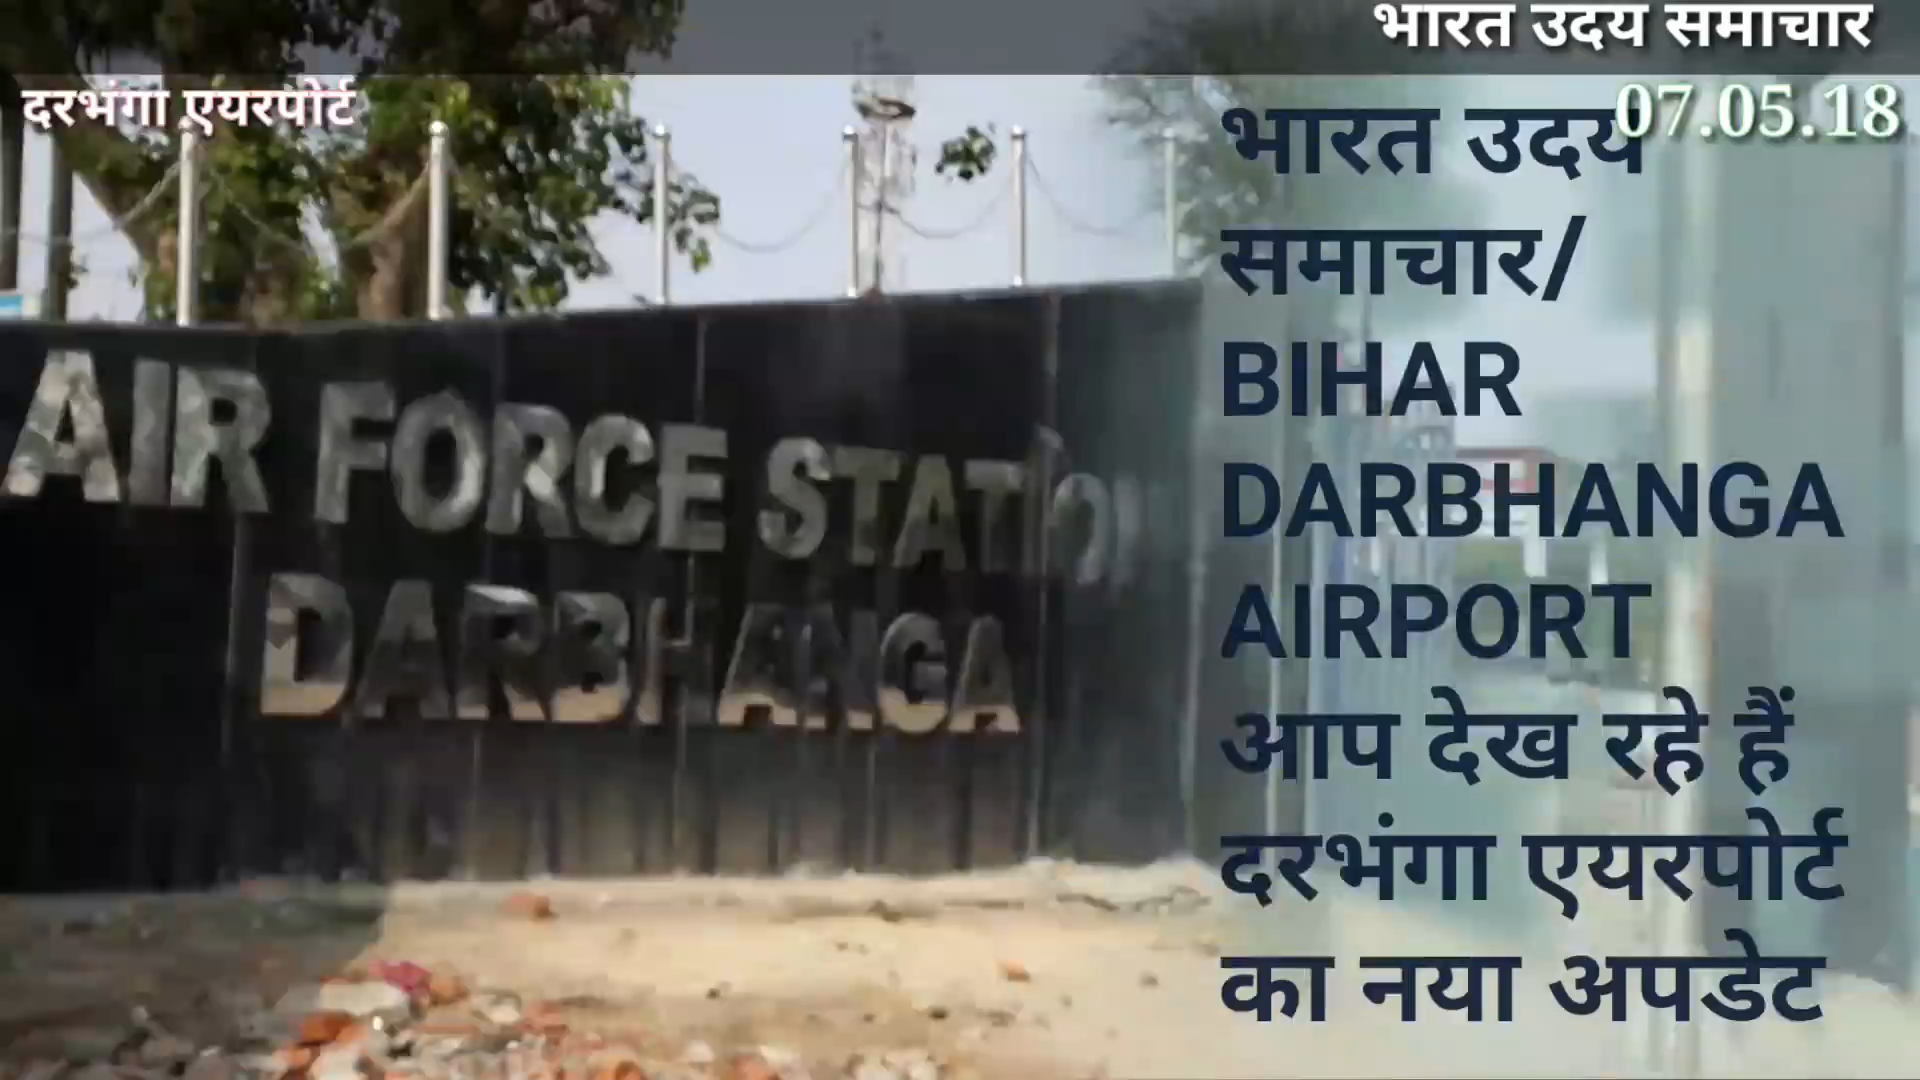 भारत उदय समाचार
दरभंगा एयरपोर्ट
07.05.18
भारत उदय
समाचार/
BIHAR
DARBHANGA
AIRPORT
आप देख रहे हैं
दरभंगा एयरपोर्ट
का नया अपडेट
AIR FORCE STATION
DARBHANGA